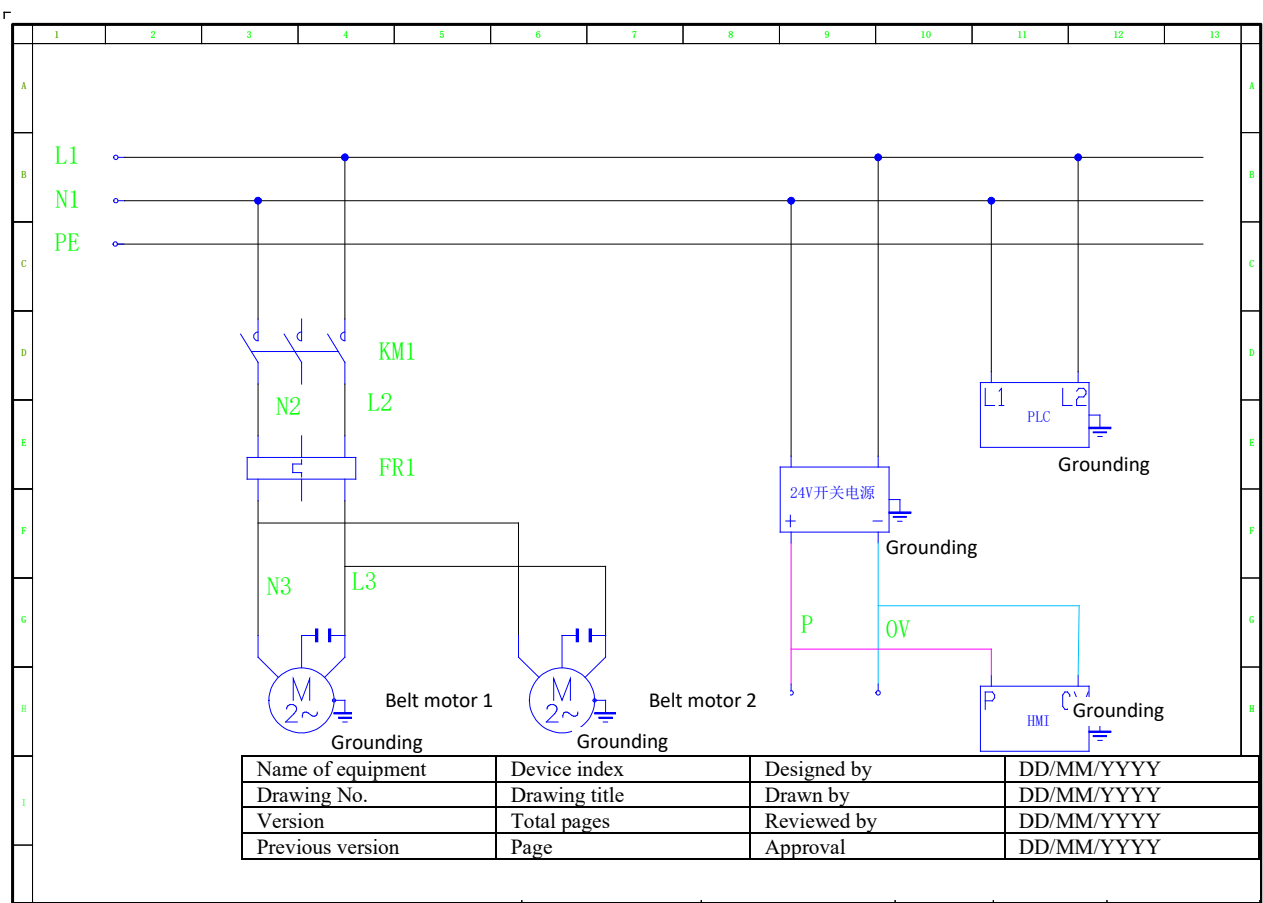 1 2 3 4 5 6 7 8 9 10 11 12 13
A A
L1
B B
N1
PE
C C
D D
KM1
N2 L2
L1 L2
PLC
E E
FR1
Grounding
24V开关电源
+ −
F F
Grounding
N3 L3
G G
P 0V
M
2~
Belt motor 1
M
2~
Belt motor 2
P
HMI
Grounding
H H
Grounding
Grounding
Name of equipment Device index Designed by DD/MM/YYYY
Drawing No. Drawing title Drawn by DD/MM/YYYY
I
Version Total pages Reviewed by DD/MM/YYYY
Previous version Page Approval DD/MM/YYYY